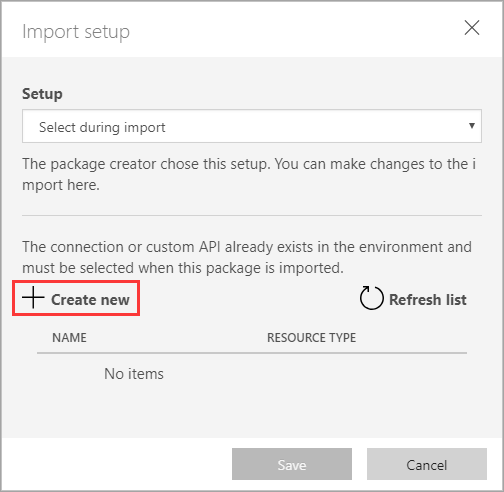 Import setup
Setup
Select during import
The package creator chose this setup. You can make changes to the i
mport here.
The connection or custom API already exists in the environment and
must be selected when this package is imported.
Create new Refresh list
NAME RESOURCE TYPE
No items
Save Cancel